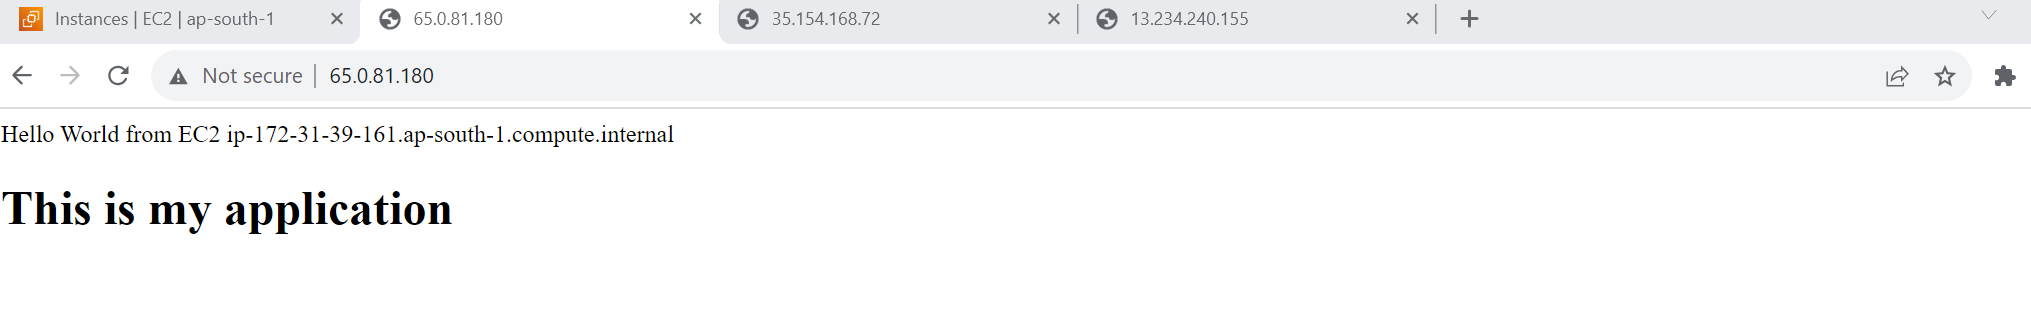 Instances | EC2 | ap-south-1
65.0.81.180
35.154.168.72
13.234.240.155
Not secure
65.0.81.180
Hello World from EC2 ip-172-31-39-161.ap-south-1.compute.internal
This is my application